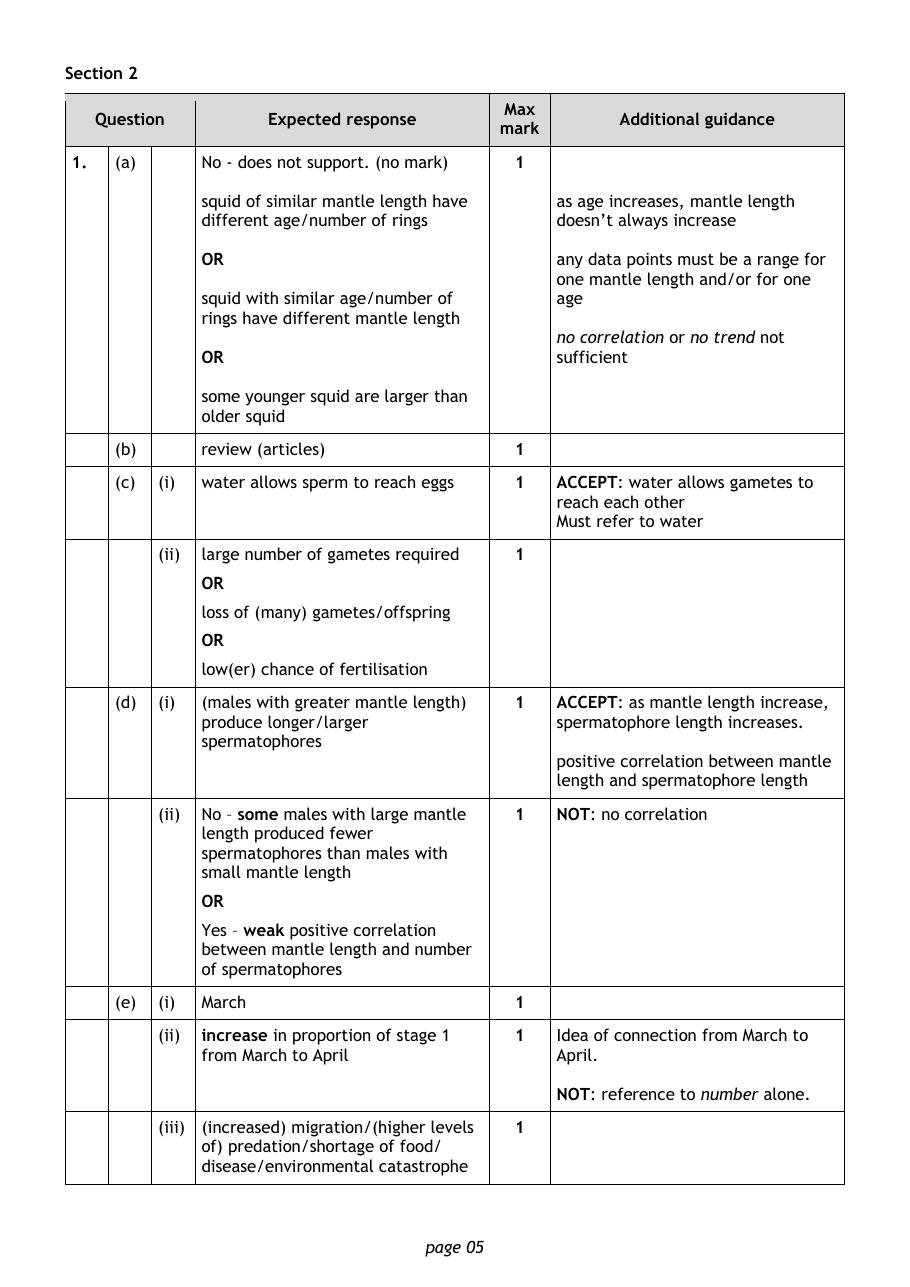 Section 2
Question
Expected response
Max
mark
Additional guidance
1.
(a)
No - does not support. (no mark)
squid of similar mantle length have
different age/number of rings
OR
squid with similar age/number of
rings have different mantle length
OR
some younger squid are larger than
older squid
1
as age increases, mantle length
doesn’t always increase
any data points must be a range for
one mantle length and/or for one
age
no correlation or no trend not
sufficient
(b)
review (articles)
1
(c)
(i)
water allows sperm to reach eggs
1
ACCEPT: water allows gametes to
reach each other
Must refer to water
(ii)
large number of gametes required
OR
loss of (many) gametes/offspring
OR
low(er) chance of fertilisation
1
(d)
(i)
(males with greater mantle length)
produce longer/larger
spermatophores
1
ACCEPT: as mantle length increase,
spermatophore length increases.
positive correlation between mantle
length and spermatophore length
(ii)
No – some males with large mantle
length produced fewer
spermatophores than males with
small mantle length
OR
Yes – weak positive correlation
between mantle length and number
of spermatophores
1
NOT: no correlation
(e)
(i)
March
1
(ii)
increase in proportion of stage 1
from March to April
1
Idea of connection from March to
April.
NOT: reference to number alone.
(iii)
(increased) migration/(higher levels
of) predation/shortage of food/
disease/environmental catastrophe
1
page 05